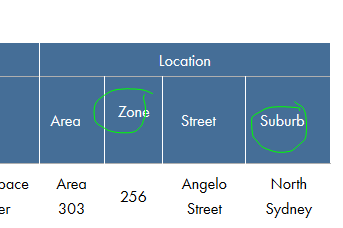 Location
Area Zone Street Suburb
Area 256 Angelo North
303 Street Sydney